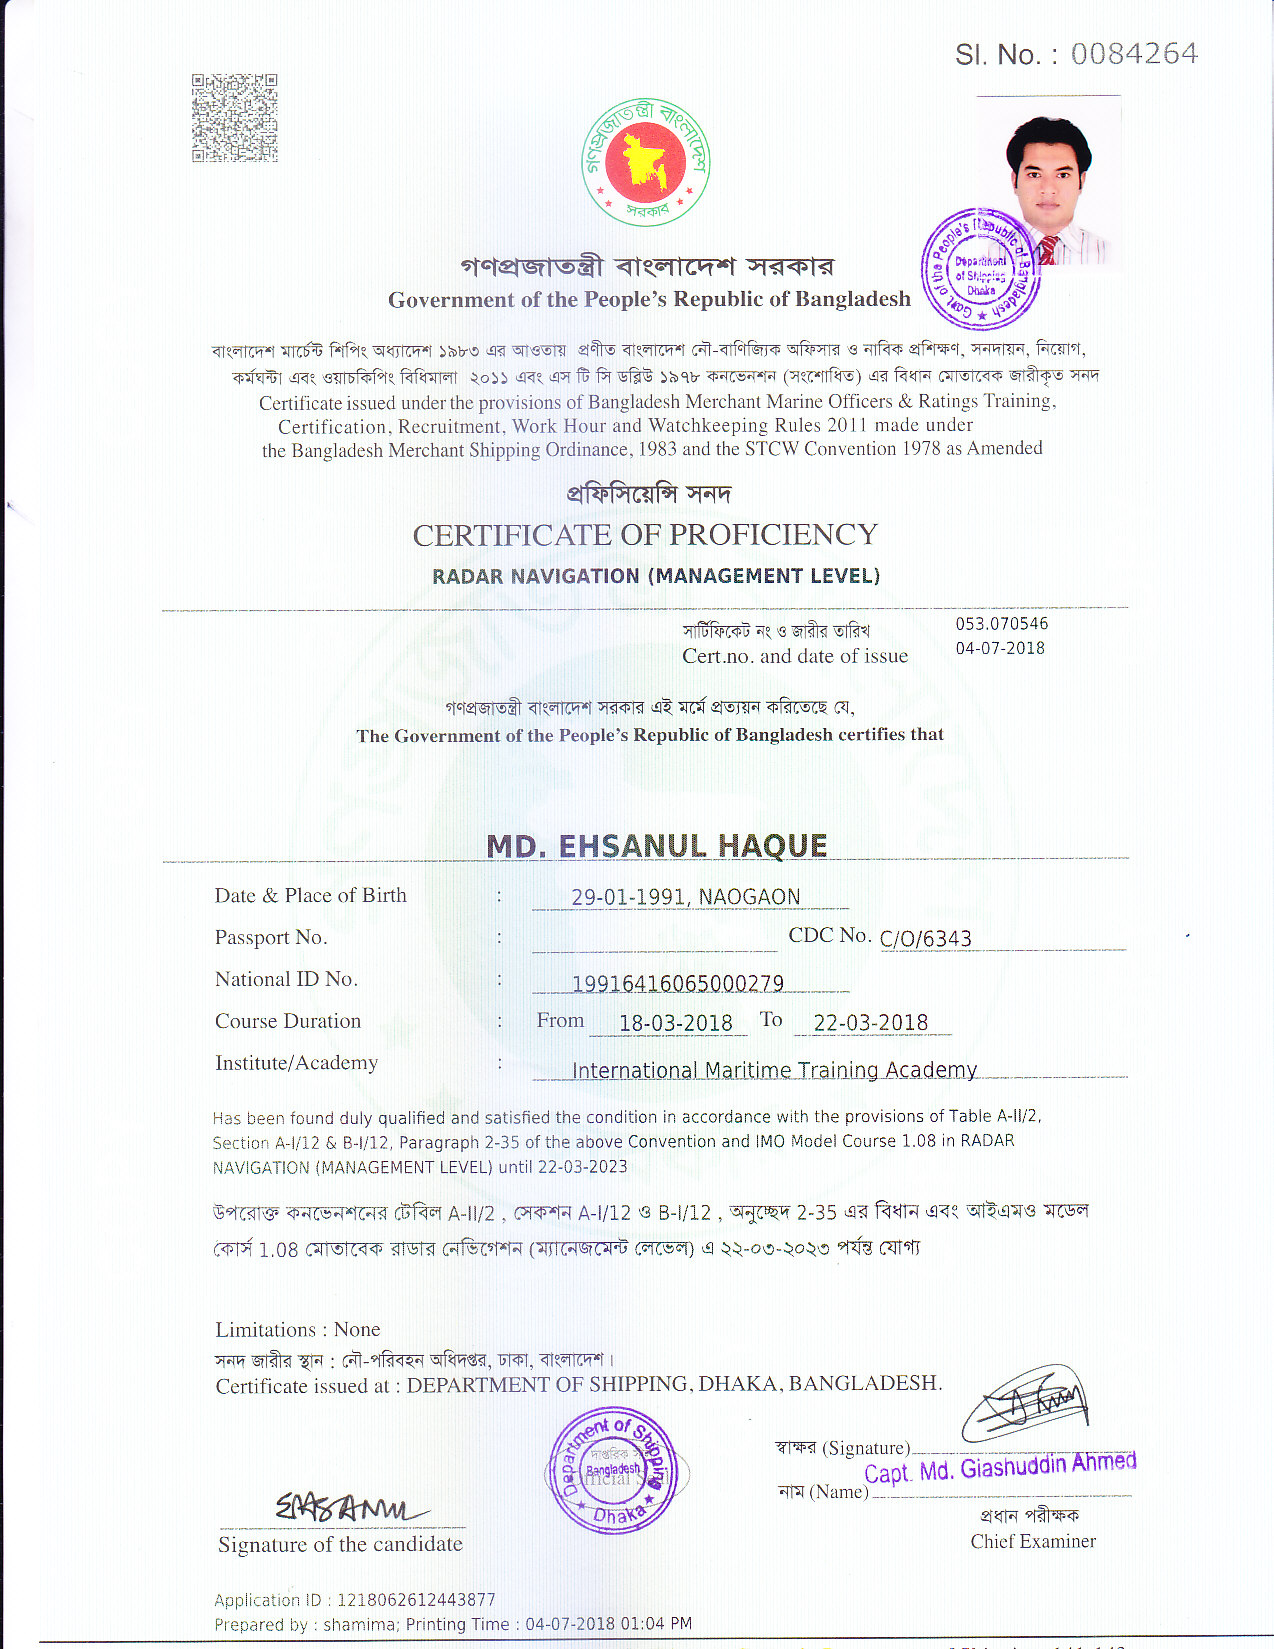 Sl. No. : 0084264
গণপ্রজাতন্ত্রী বাংলাদেশ
সরকার
Govt. of the People's Republic of Bangladesh
Department
of Shipping
Dhaka
গণপ্রজাতন্ত্রী বাংলাদেশ সরকার
Government of the People's Republic of Bangladesh
বাংলাদেশ মার্চেন্ট শিপিং অধ্যাদেশ ১৯৮৩ এর আওতায় প্রণীত বাংলাদেশ নৌ-বাণিজ্যিক অফিসার ও নাবিক প্রশিক্ষণ, সনদায়ন, নিয়োগ,
কর্মঘন্টা এবং ওয়াচকিপিং বিধিমালা ২০১১ এবং এস টি সি ডব্লিউ ১৯৭৮ কনভেনশন (সংশোধিত) এর বিধান মোতাবেক জারীকৃত সনদ
Certificate issued under the provisions of Bangladesh Merchant Marine Officers & Ratings Training,
Certification, Recruitment, Work Hour and Watchkeeping Rules 2011 made under
the Bangladesh Merchant Shipping Ordinance, 1983 and the STCW Convention 1978 as Amended
প্রফিসিয়েন্সি সনদ
CERTIFICATE OF PROFICIENCY
RADAR NAVIGATION (MANAGEMENT LEVEL)
সার্টিফিকেট নং ও জারীর তারিখ 053.070546
Cert.no. and date of issue 04-07-2018
গণপ্রজাতন্ত্রী বাংলাদেশ সরকার এই মর্মে প্রত্যয়ন করিতেছে যে,
The Government of the People's Republic of Bangladesh certifies that
MD. EHSANUL HAQUE
Date & Place of Birth : 29-01-1991, NAOGAON
Passport No. : CDC No. C/O/6343
National ID No. : 19916416065000279
Course Duration : From 18-03-2018 To 22-03-2018
Institute/Academy : International Maritime Training Academy
Has been found duly qualified and satisfied the condition in accordance with the provisions of Table A-II/2,
Section A-I/12 & B-I/12, Paragraph 2-35 of the above Convention and IMO Model Course 1.08 in RADAR
NAVIGATION (MANAGEMENT LEVEL) until 22-03-2023
উপরোক্ত কনভেনশনের টেবিল A-II/2 , সেকশন A-I/12 ও B-I/12 , অনুচ্ছেদ 2-35 এর বিধান এবং আইএমও মডেল
কোর্স 1.08 মোতাবেক রাডার নেভিগেশন (ম্যানেজমেন্ট লেভেল) এ ২২-০৩-২০২৩ পর্যন্ত যোগ্য
Limitations : None
সনদ জারীর স্থান : নৌ-পরিবহন অধিদপ্তর, ঢাকা, বাংলাদেশ।
Certificate issued at : DEPARTMENT OF SHIPPING, DHAKA, BANGLADESH.
Department of Shipping
Bangladesh
Dhaka
স্বাক্ষর (Signature)
Capt. Md. Giashuddin Ahmed
নাম (Name)
প্রধান পরীক্ষক
Chief Examiner
EHSANUL
Signature of the candidate
Application ID : 1218062612443877
Prepared by : shamima; Printing Time : 04-07-2018 01:04 PM